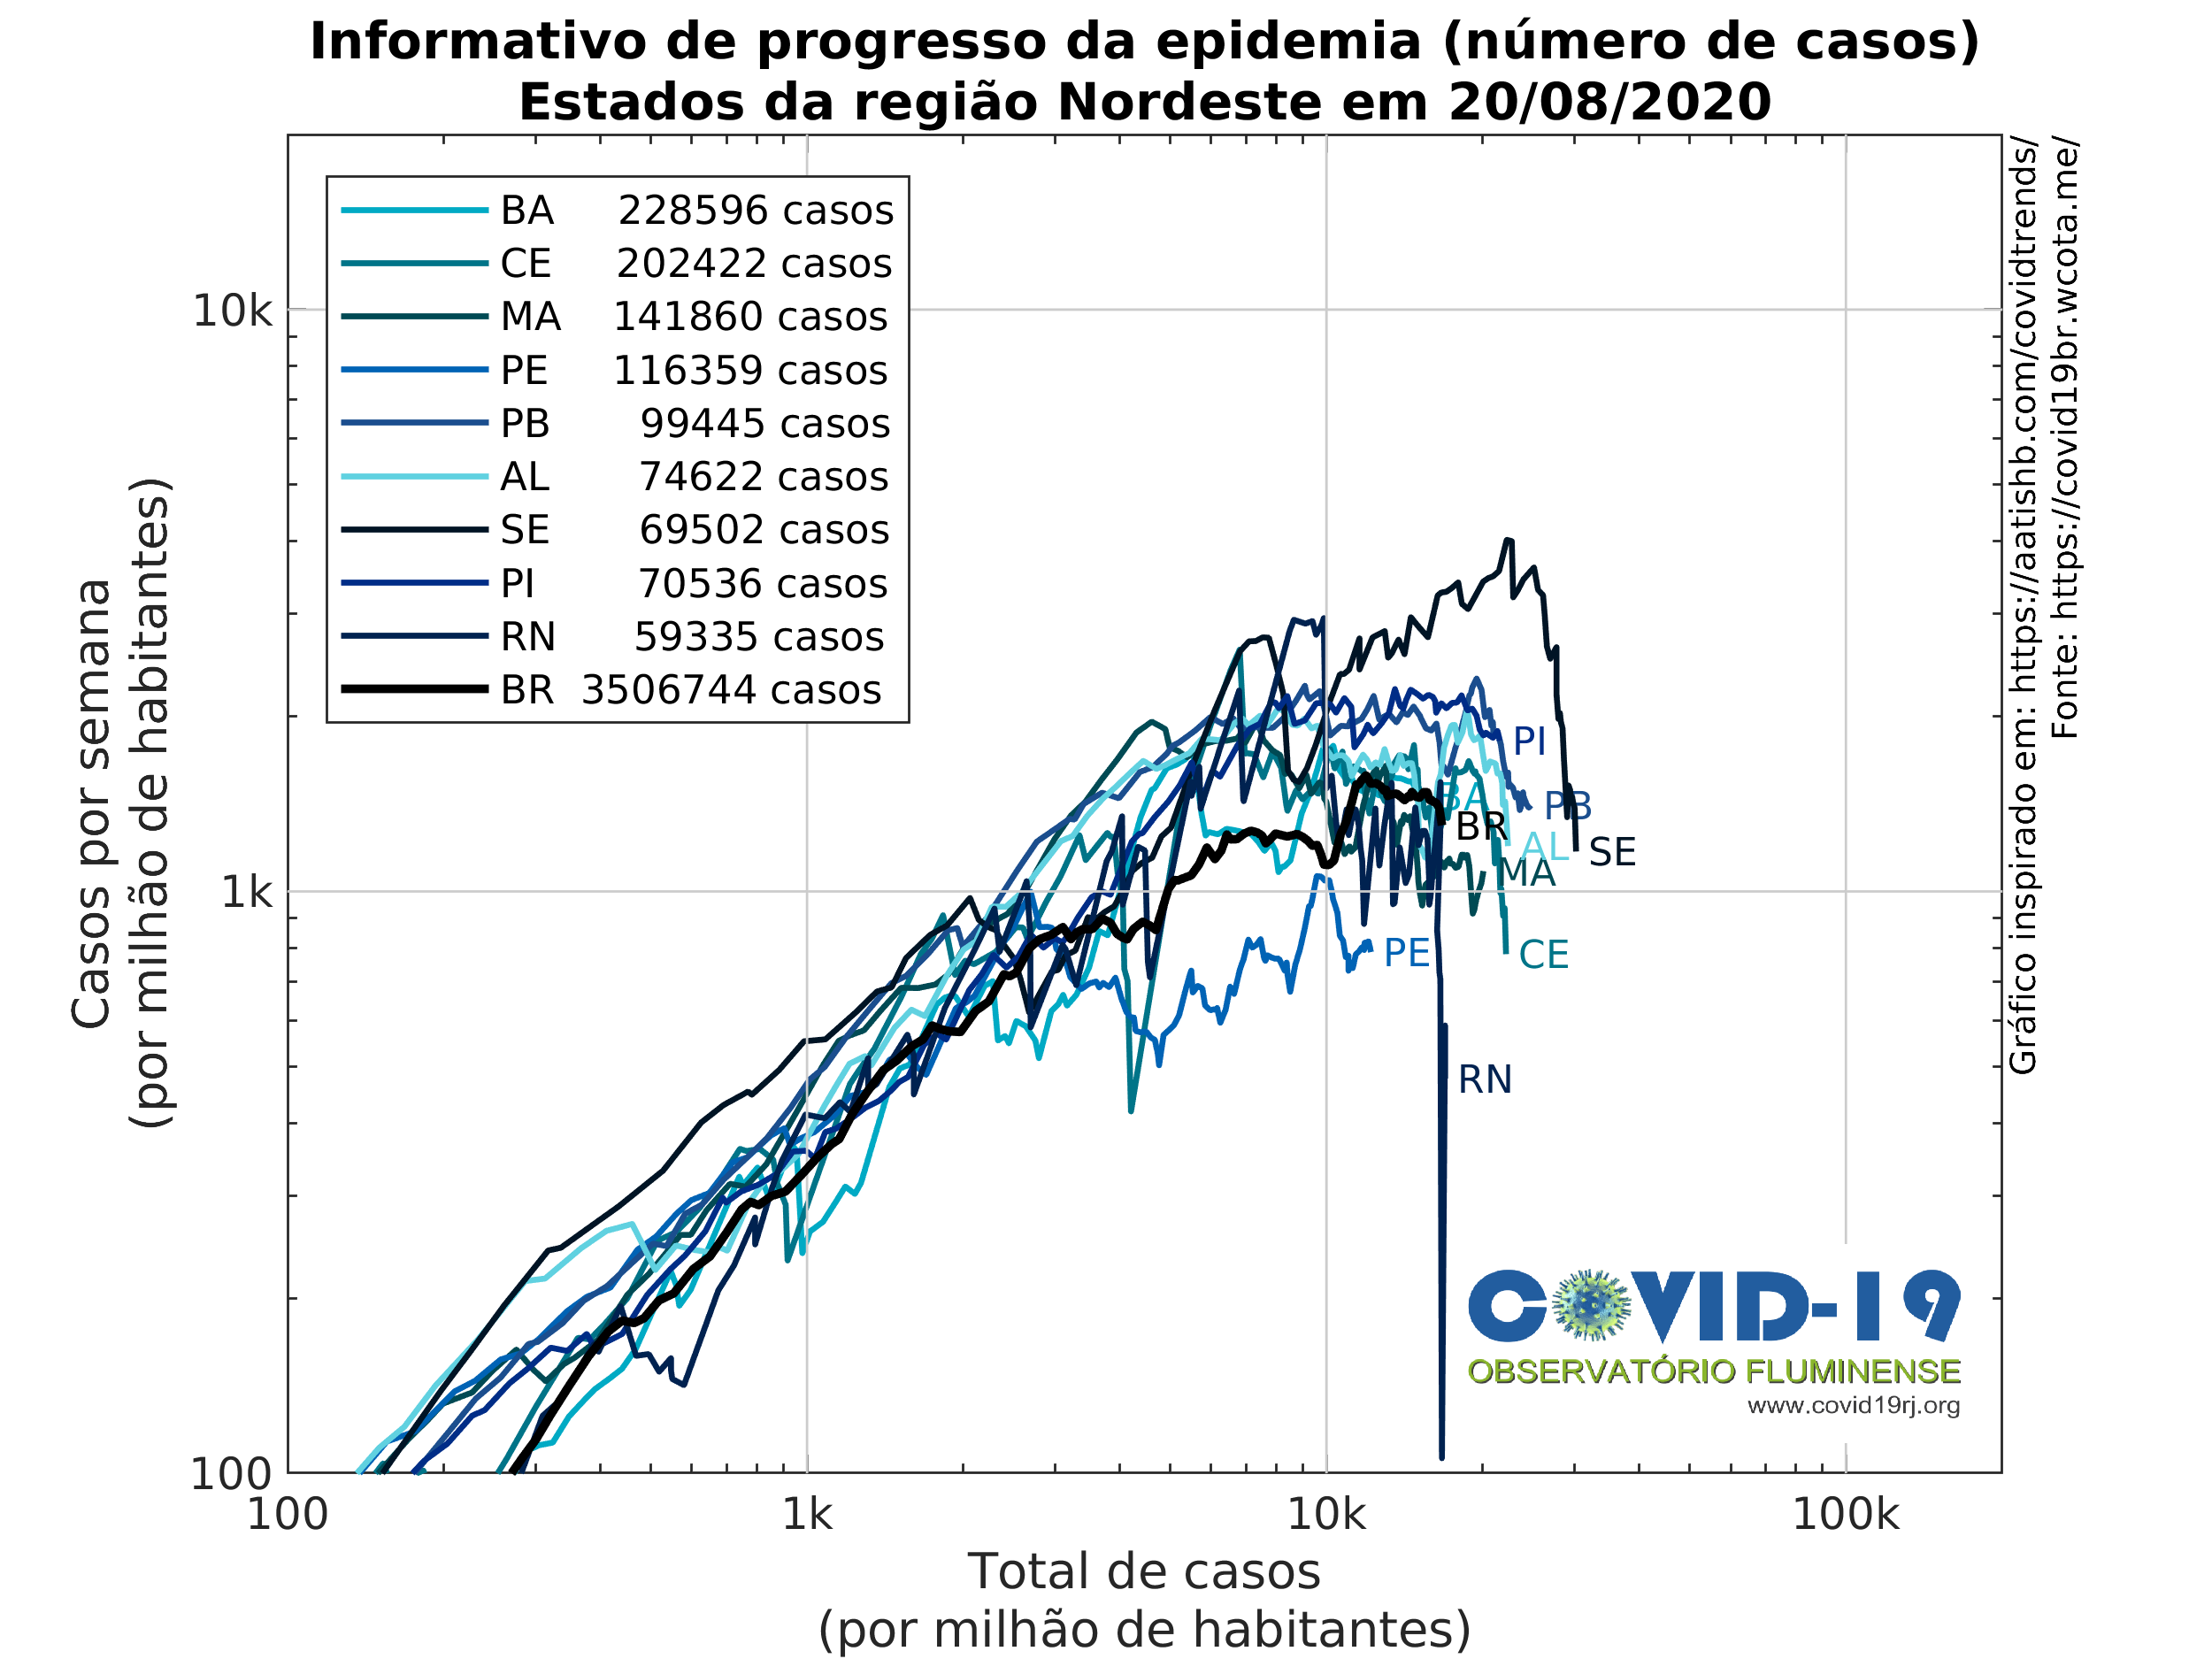 Informativo de progresso da epidemia (número de casos)
Estados da região Nordeste em 20/08/2020
BA 228596 casos
CE 202422 casos
MA 141860 casos
PE 116359 casos
PB 99445 casos
AL 74622 casos
SE 69502 casos
PI 70536 casos
RN 59335 casos
BR 3506744 casos
10k
1k
100
Casos por semana
(por milhão de habitantes)
PI
BA
PB
BR
AL
SE
MA
PE
CE
RN
Gráfico inspirado em: https://aatishb.com/covidtrends/
Fonte: https://covid19br.wcota.me/
COVID-19
OBSERVATÓRIO FLUMINENSE
www.covid19rj.org
100
1k
10k
100k
Total de casos
(por milhão de habitantes)